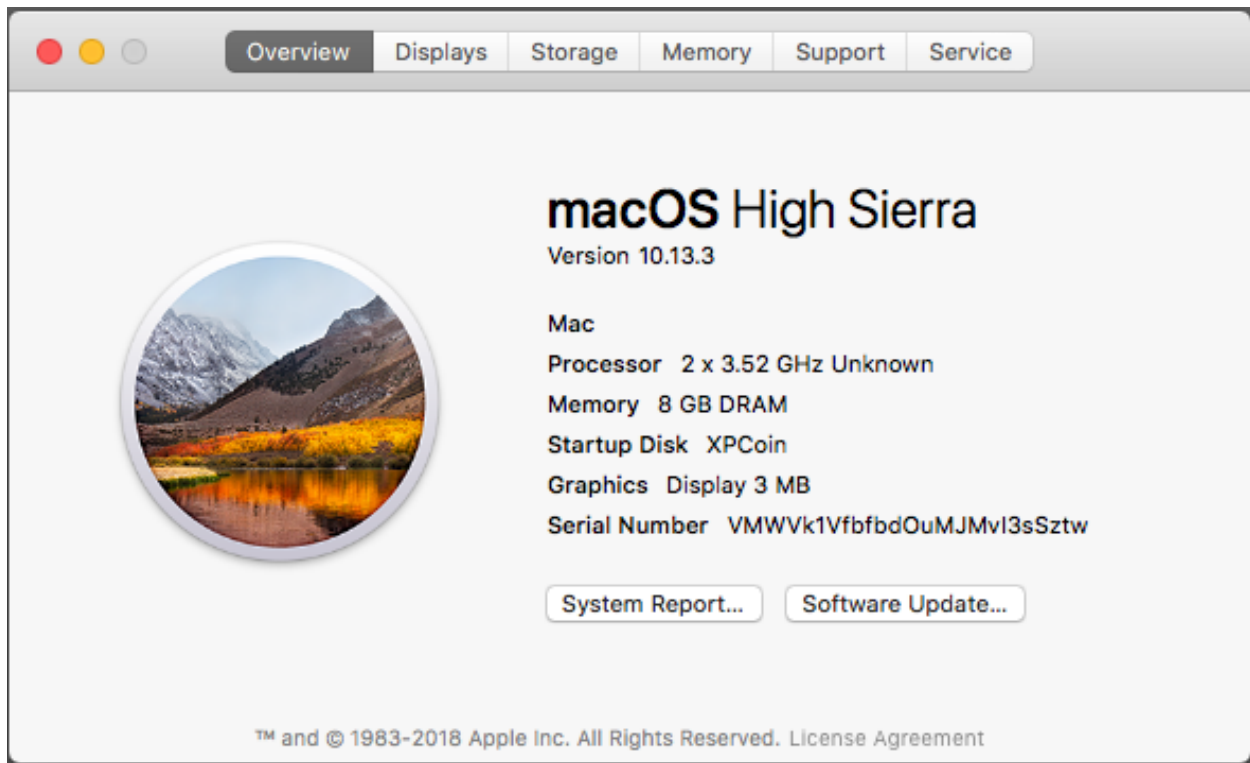 Overview Displays Storage Memory Support Service
macOS High Sierra
Version 10.13.3
Mac
Processor 2 x 3.52 GHz Unknown
Memory 8 GB DRAM
Startup Disk XPCoin
Graphics Display 3 MB
Serial Number VMWVk1VfbfbdOuMJMvI3sSztw
System Report... Software Update...
™ and © 1983-2018 Apple Inc. All Rights Reserved. License Agreement